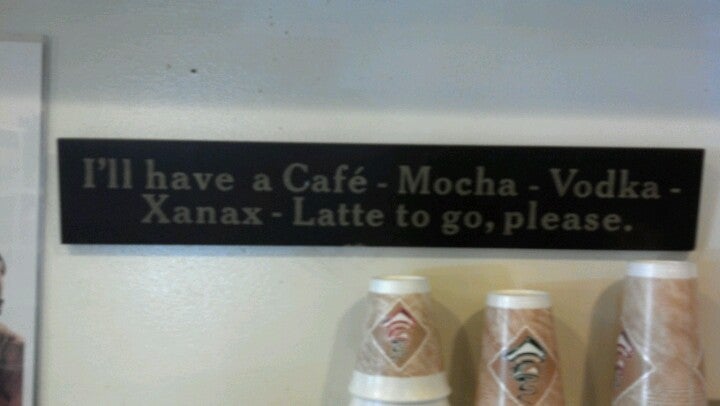 I'll have a Café - Mocha - Vodka -
Xanax - Latte to go, please.